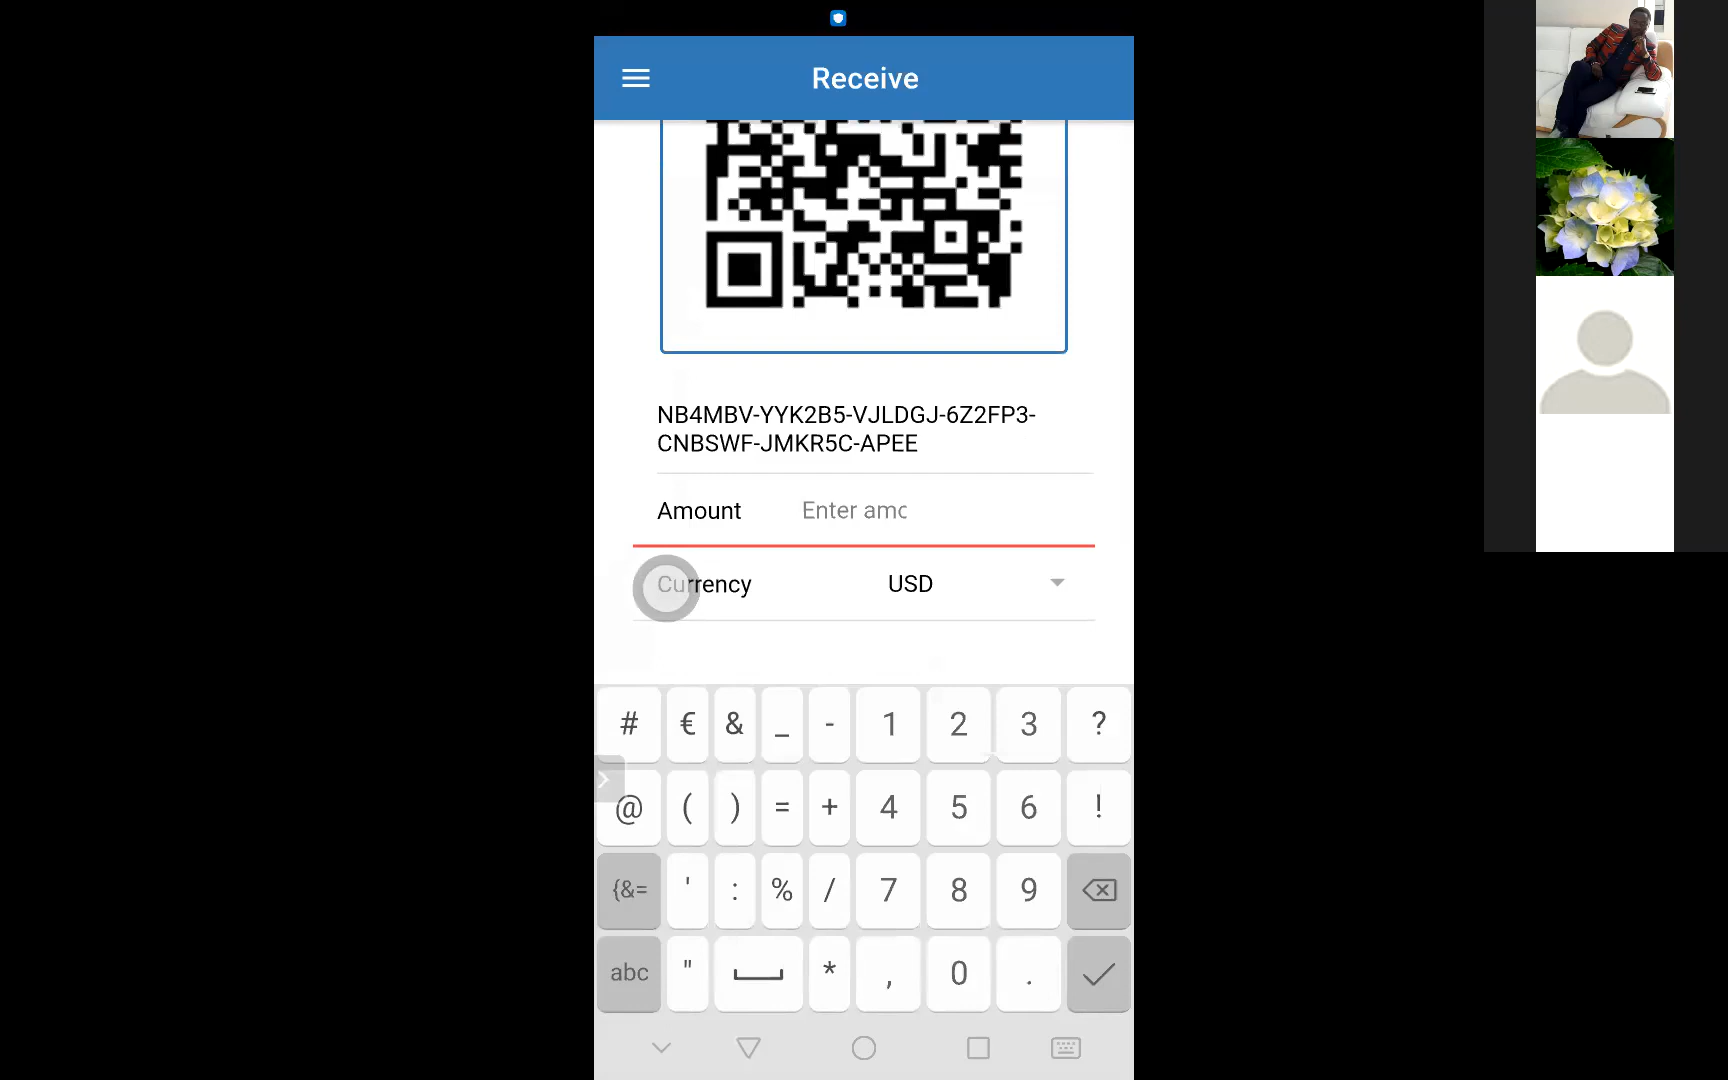 Receive
NB4MBV-YYK2B5-VJLDGJ-6Z2FP3-
CNBSWF-JMKR5C-APEE
Amount Enter amo
Currency USD
# € & _ - 1 2 3 ?
@ ( ) = + 4 5 6 !
{&= ' : % / 7 8 9
abc " * , 0 .